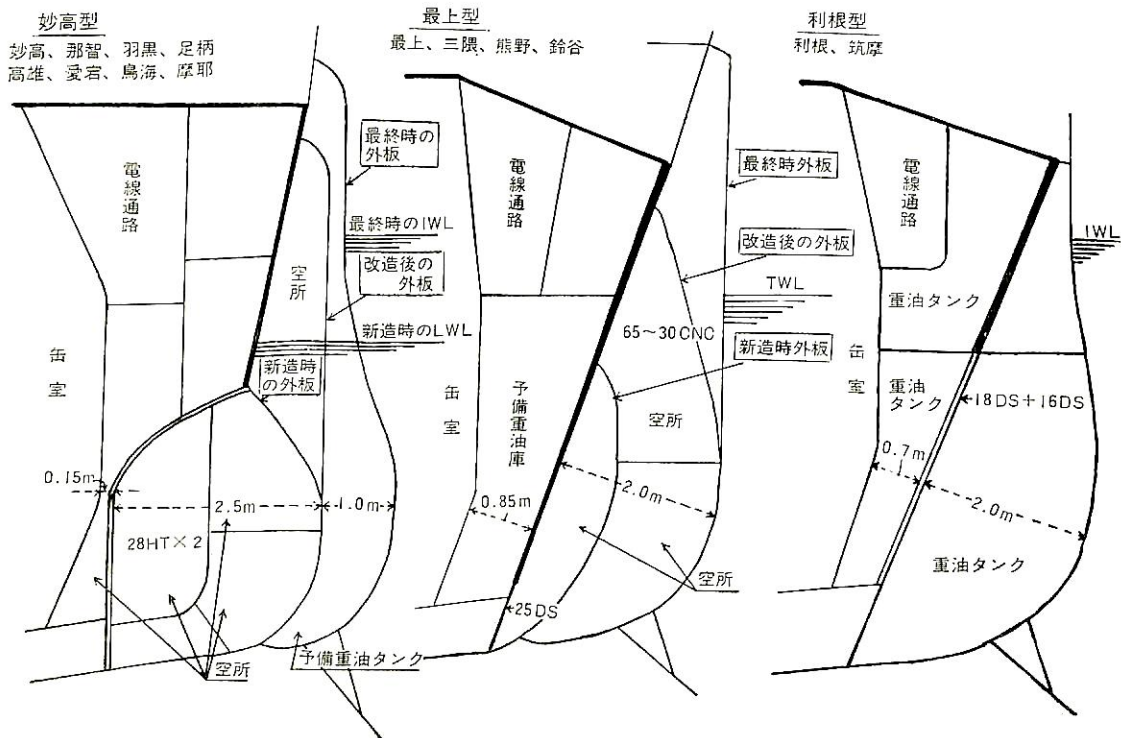 妙高型
妙高、那智、羽黒、足柄
高雄、愛宕、鳥海、摩耶
電線通路
缶室
空所
最終時の
外板
最終時のIWL
改造後の
外板
新造時のLWL
新造時
の外板
0.15m
2.5m
1.0m
28HT×2
空所
予備重油タンク
最上型
最上、三隈、熊野、鈴谷
電線通路
缶室
予備重油庫
最終時外板
改造後の外板
TWL
65~30CNC
新造時外板
空所
0.85m
2.0m
空所
25DS
利根型
利根、筑摩
電線通路
IWL
重油タンク
缶室
重油
タンク
18DS+16DS
0.7m
2.0m
重油タンク